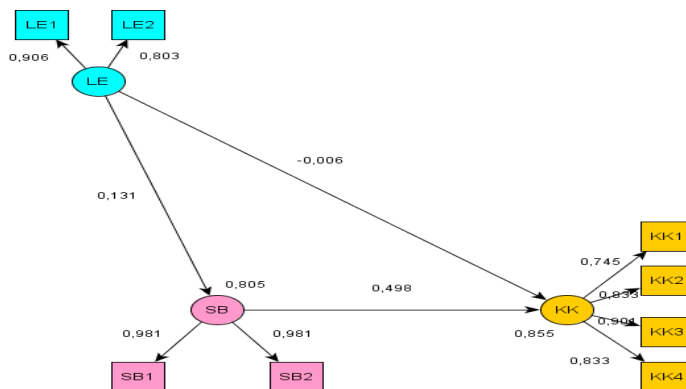 LE1
LE2
0,906
0,803
LE
-0,006
0,131
KK1
0,745
KK2
0,833
0,805
0,498
SB
KK
0,901
KK3
0,981
0,981
0,855
0,833
SB1
SB2
KK4